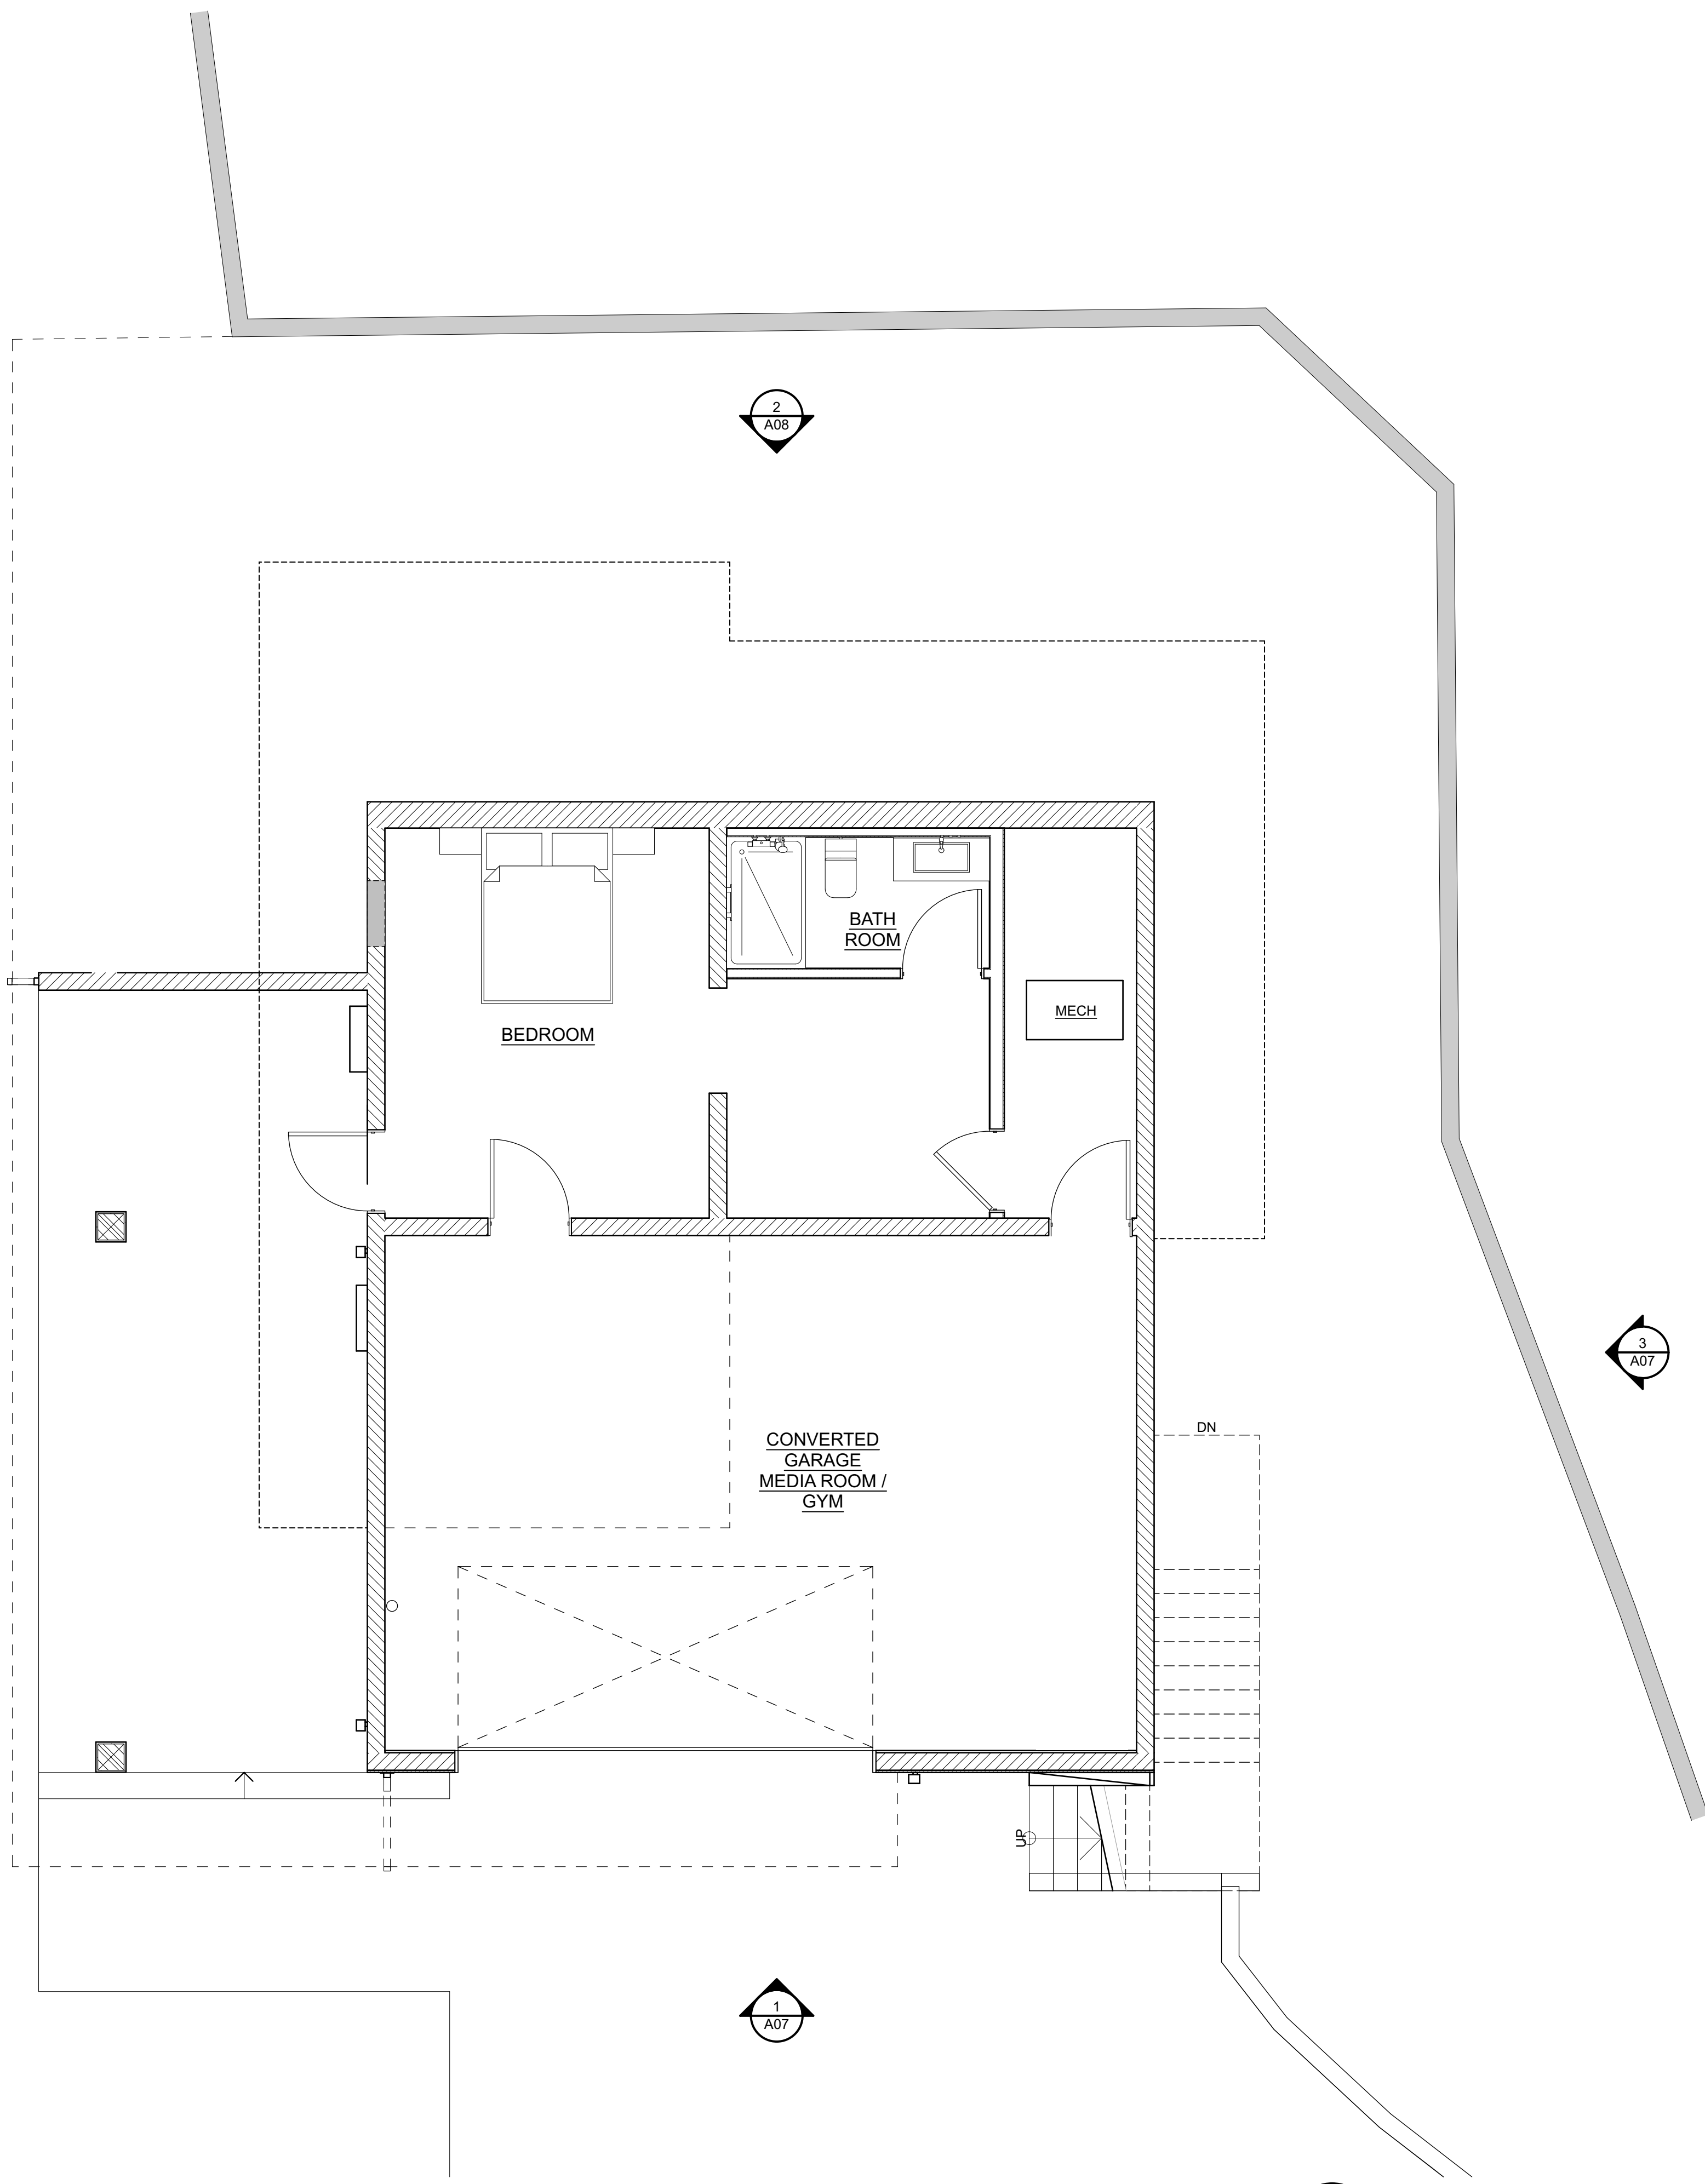 2
A08
BATH
ROOM
MECH
BEDROOM
3
A07
DN
CONVERTED
GARAGE
MEDIA ROOM /
GYM
UP
1
A07